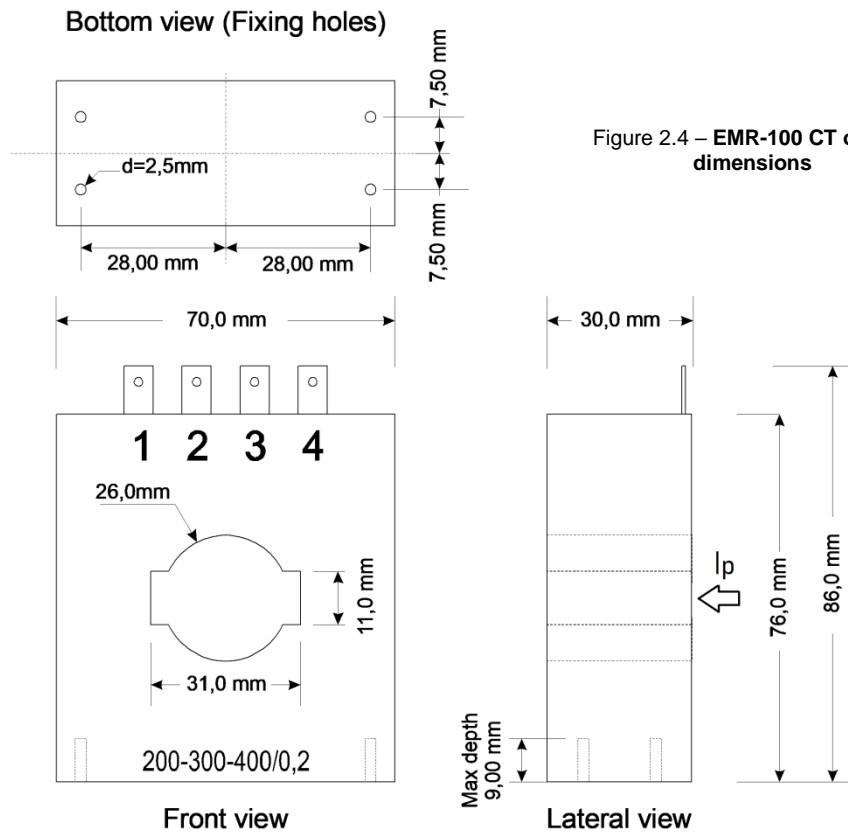 Bottom view (Fixing holes)
7,50 mm
d=2,5mm
7,50 mm
28,00 mm
28,00 mm
Figure 2.4 – EMR-100 CT
dimensions
70,0 mm
30,0 mm
1 2 3 4
26,0mm
11,0 mm
31,0 mm
Ip
76,0 mm
86,0 mm
200-300-400/0,2
Max depth
9,00 mm
Front view
Lateral view